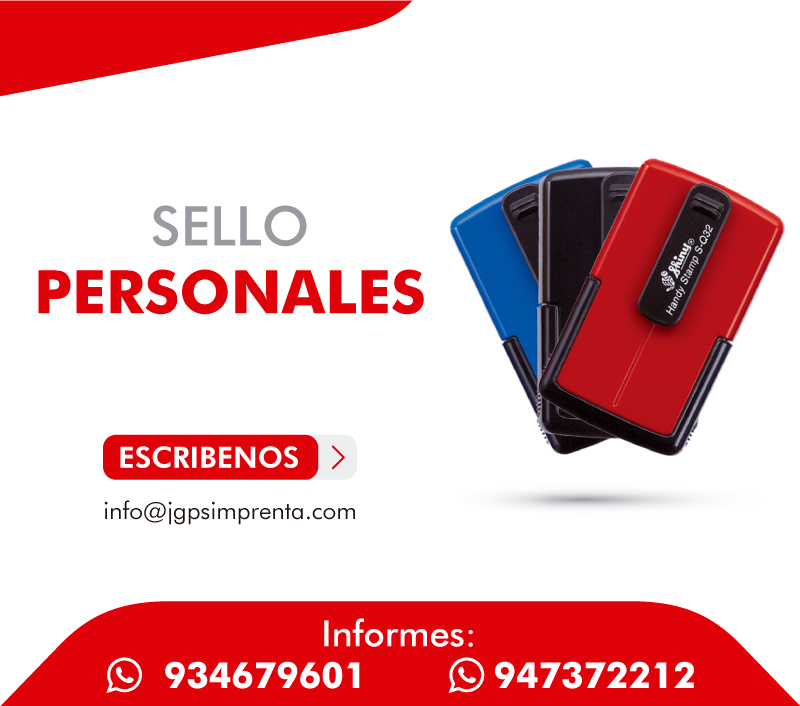 SELLO
PERSONALES
Shiny®
Handy Stamp S-Q32
ESCRIBENOS
info@jgpsimprenta.com
Informes:
934679601
947372212